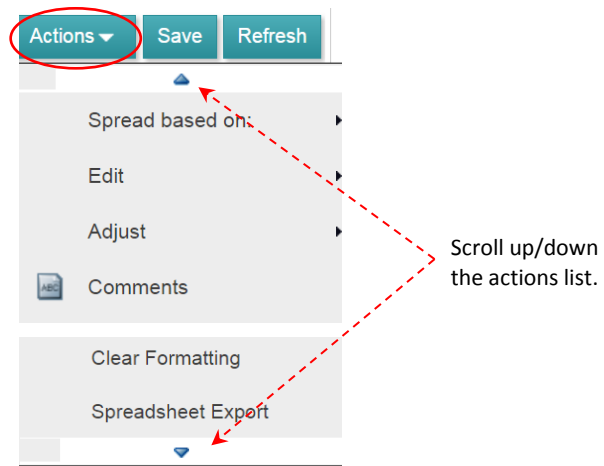 Actions Save Refresh
Spread based on:
Edit
Adjust
Scroll up/down
the actions list.
ABC Comments
Clear Formatting
Spreadsheet Export